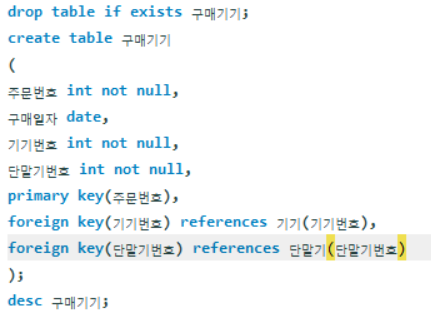 drop table if exists 구매기기;
create table 구매기기
(
주문번호 int not null,
구매일자 date,
기기번호 int not null,
단말기번호 int not null,
primary key(주문번호),
foreign key(기기번호) references 기기(기기번호),
foreign key(단말기번호) references 단말기(단말기번호)
);
desc 구매기기;